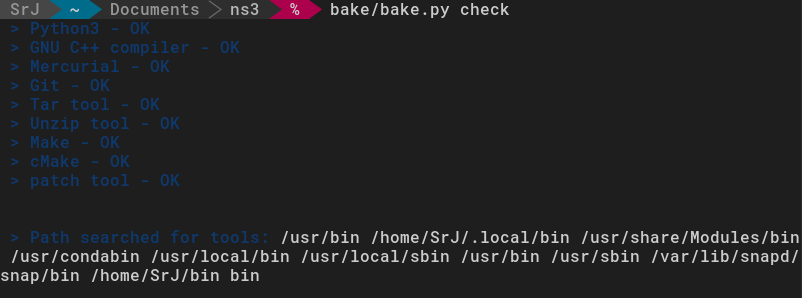 SrJ ~ Documents ns3 % bake/bake.py check
> Python3 - OK
> GNU C++ compiler - OK
> Mercurial - OK
> Git - OK
> Tar tool - OK
> Unzip tool - OK
> Make - OK
> cMake - OK
> patch tool - OK
> Path searched for tools: /usr/bin /home/SrJ/.local/bin /usr/share/Modules/bin
/usr/condabin /usr/local/bin /usr/local/sbin /usr/bin /usr/sbin /var/lib/snapd/
snap/bin /home/SrJ/bin bin